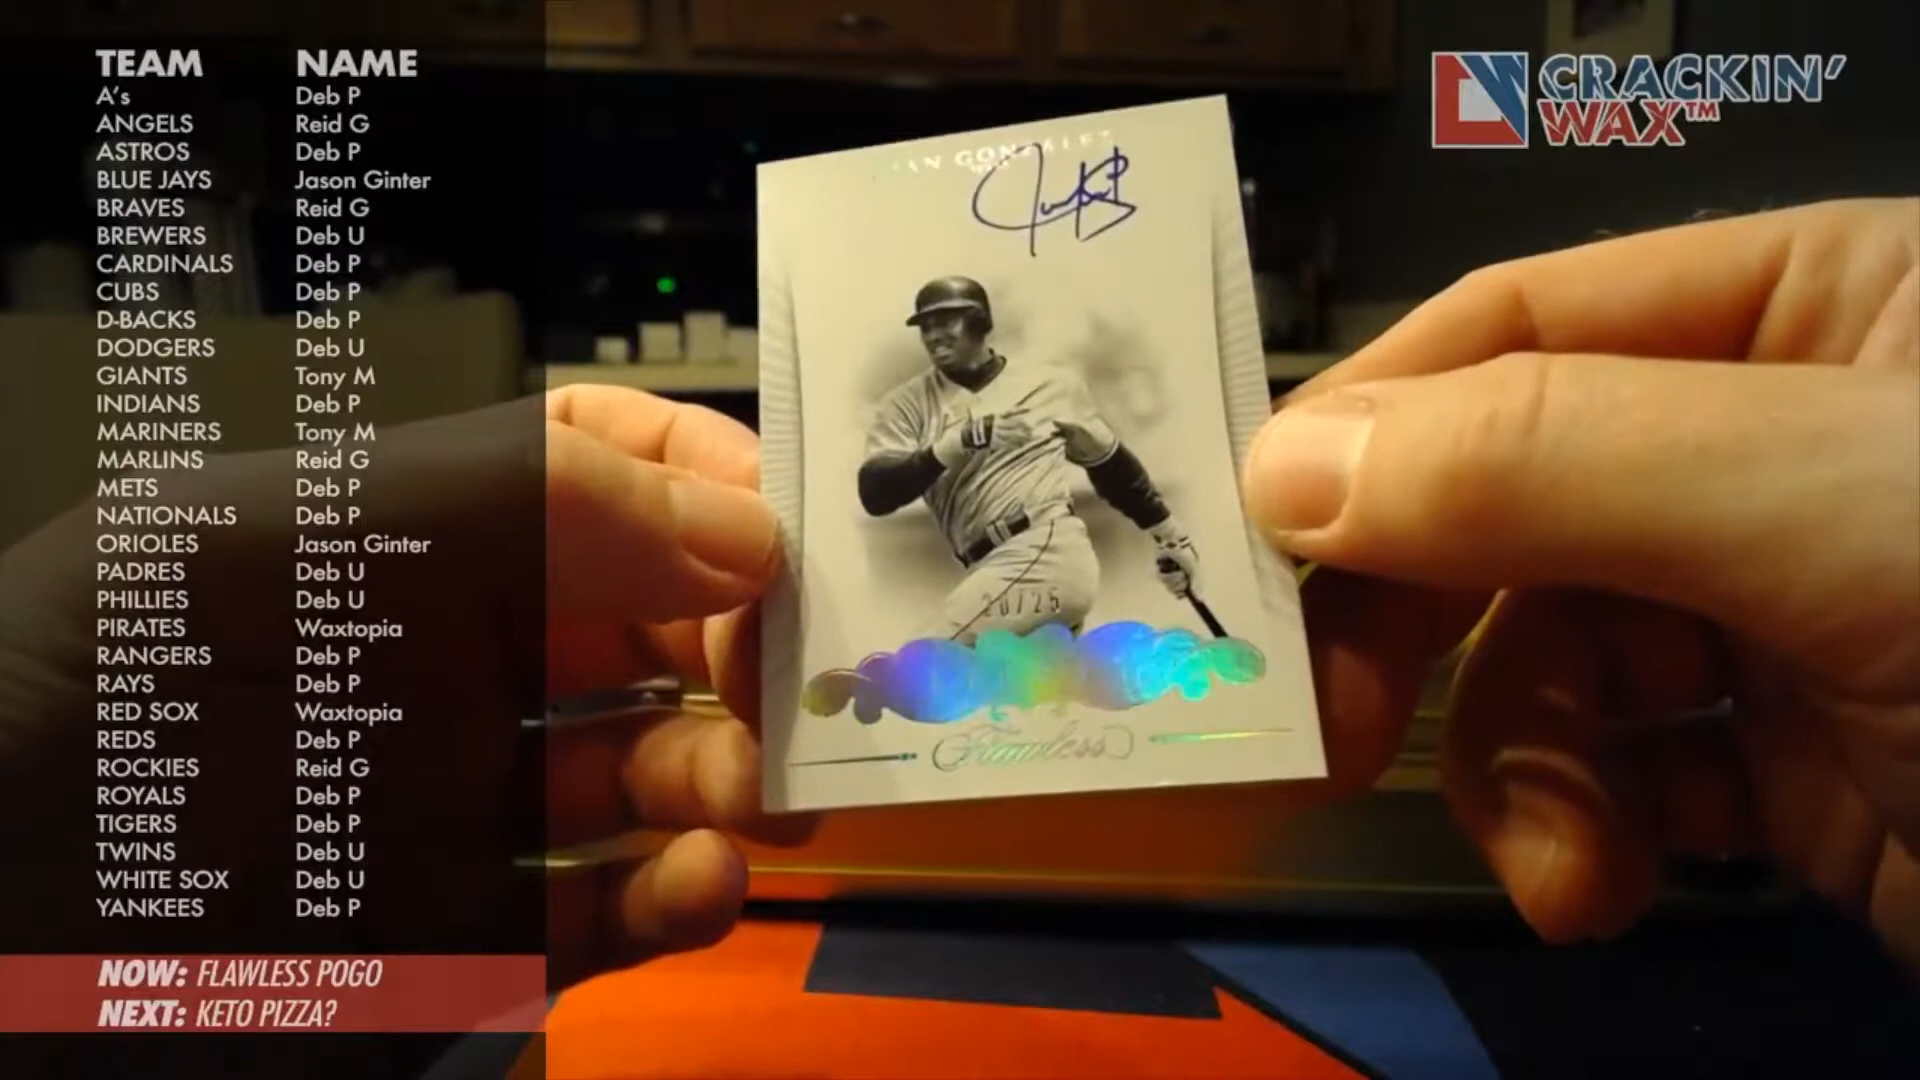 TEAM NAME
A's Deb P
ANGELS Reid G
ASTROS Deb P
BLUE JAYS Jason Ginter
BRAVES Reid G
BREWERS Deb U
CARDINALS Deb P
CUBS Deb P
D-BACKS Deb P
DODGERS Deb U
GIANTS Tony M
INDIANS Deb P
MARINERS Tony M
MARLINS Reid G
METS Deb P
NATIONALS Deb P
ORIOLES Jason Ginter
PADRES Deb U
PHILLIES Deb U
PIRATES Waxtopia
RANGERS Deb P
RAYS Deb P
RED SOX Waxtopia
REDS Deb P
ROCKIES Reid G
ROYALS Deb P
TIGERS Deb P
TWINS Deb U
WHITE SOX Deb U
YANKEES Deb P
NOW: FLAWLESS POGO
NEXT: KETO PIZZA?
CRACKIN'
WAX™
20/25
Flawless